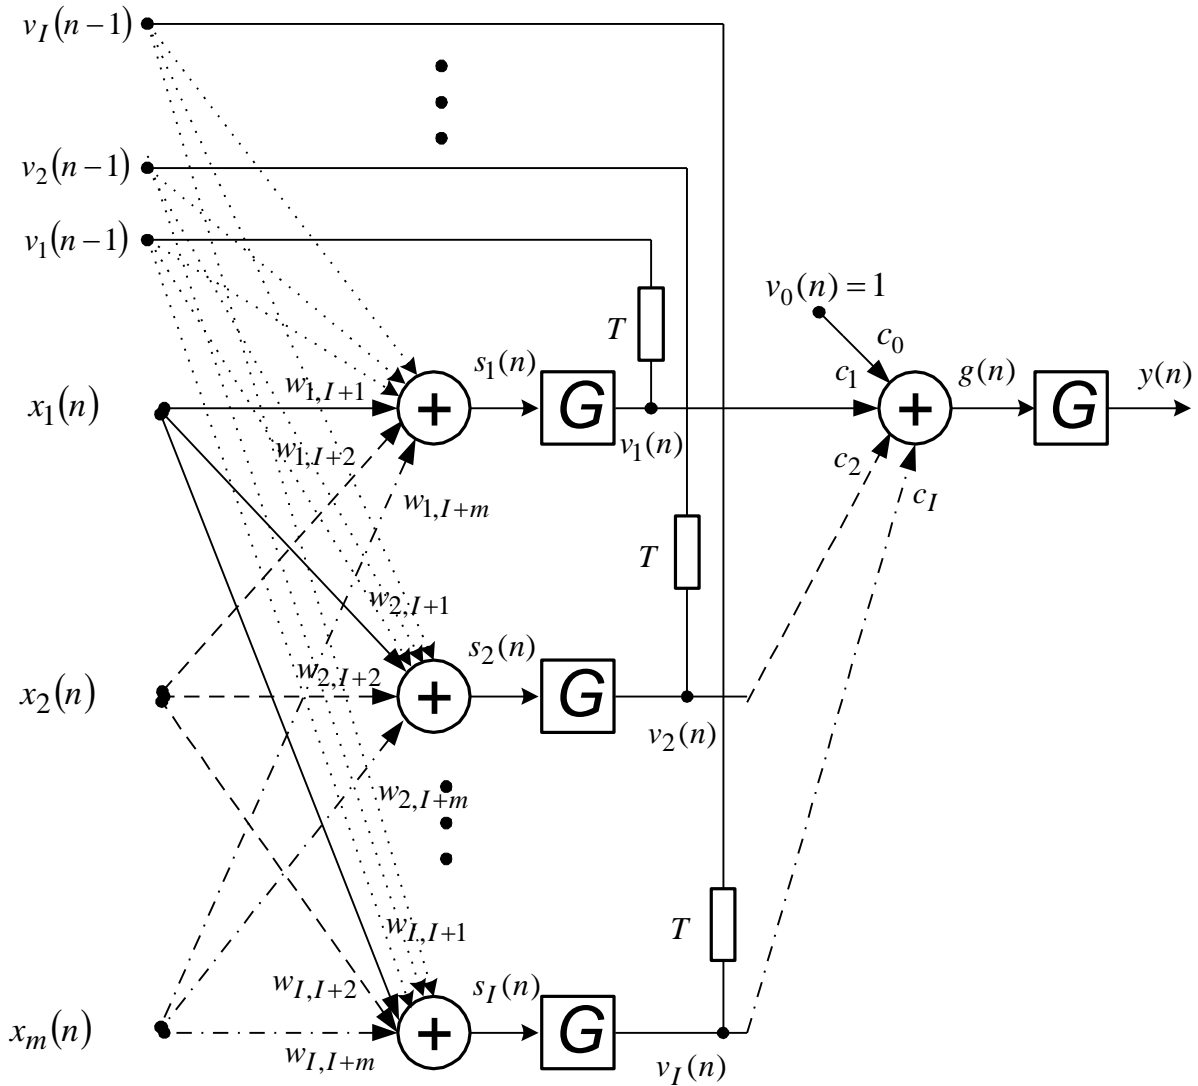 v_I(n−1)
v_2(n−1)
v_1(n−1)
v_0(n)=1
T
c_0
x_1(n)
w_{1,I+1}
+
s_1(n)
G
v_1(n)
c_1
+
g(n)
G
y(n)
w_{1,I+2}
w_{1,I+m}
c_2
c_I
T
w_{2,I+1}
x_2(n)
w_{2,I+2}
+
s_2(n)
G
v_2(n)
w_{2,I+m}
T
w_{I,I+1}
w_{I,I+2}
x_m(n)
w_{I,I+m}
+
s_I(n)
G
v_I(n)